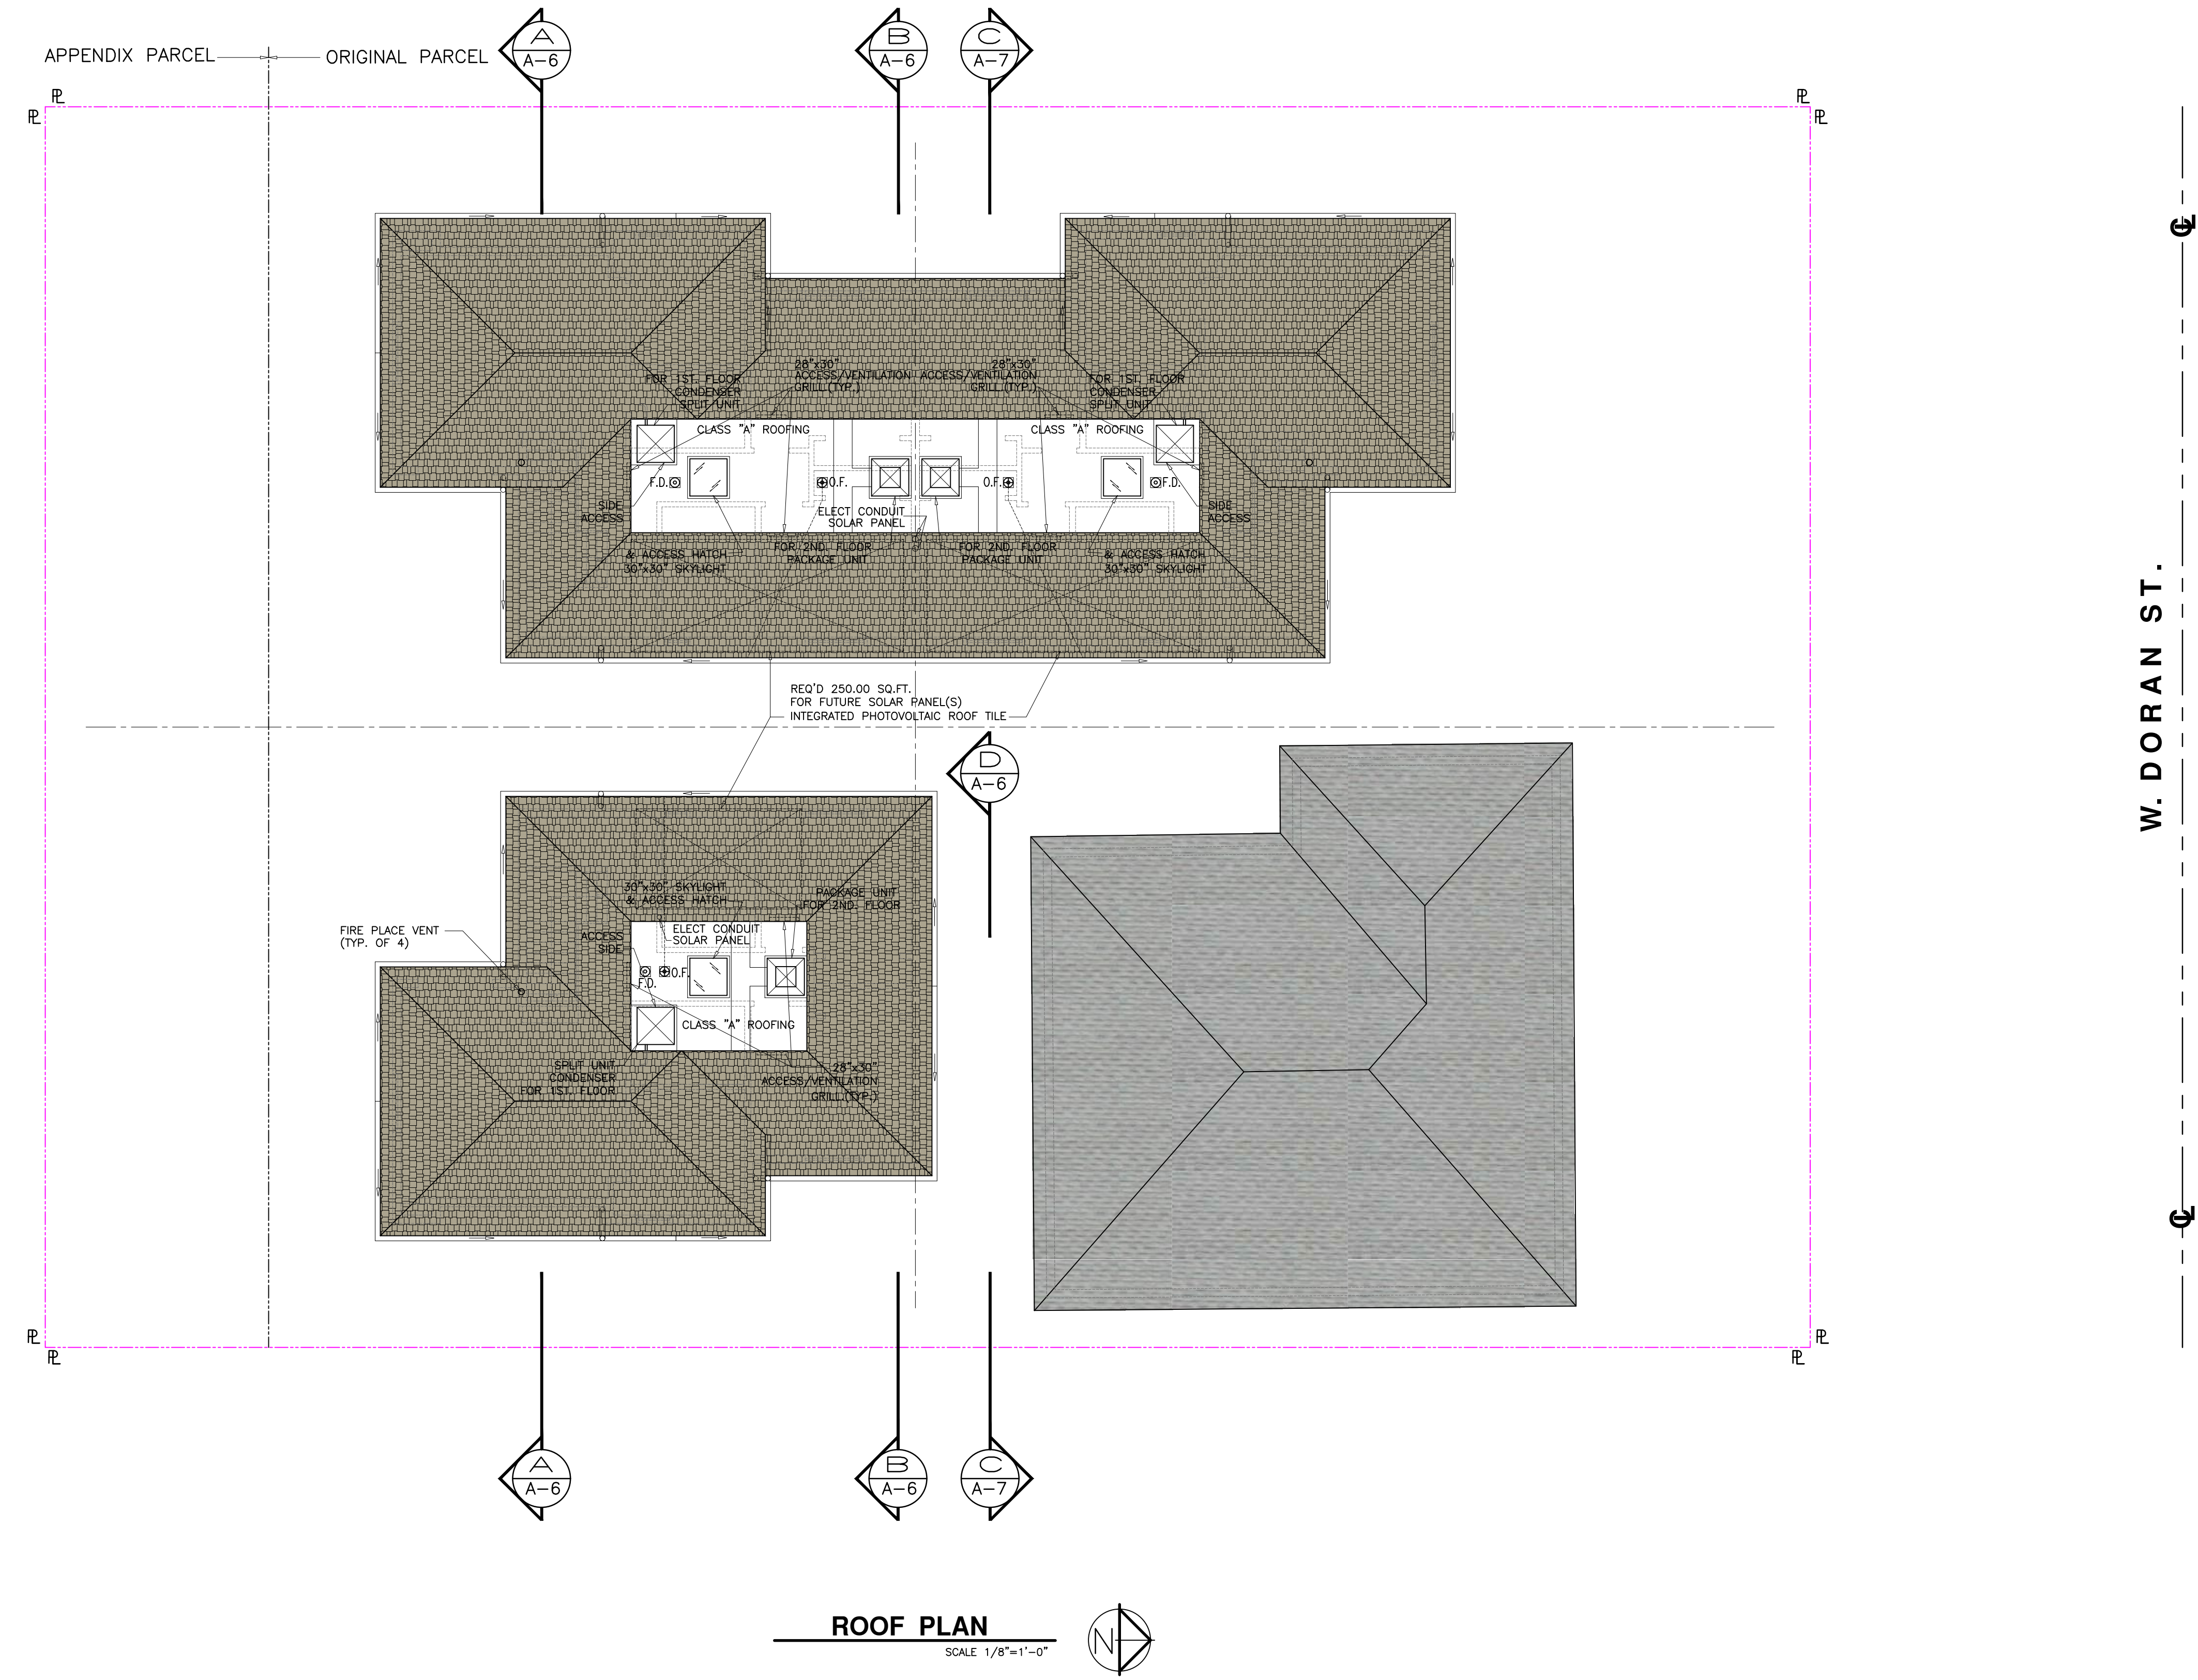 A
A-6
B
A-6
C
A-7
APPENDIX PARCEL
ORIGINAL PARCEL
PL
PL
PL
PL
CL
28"x30"
ACCESS/VENTILATION
GRILL.(TYP.)
28"x30"
ACCESS/VENTILATION
GRILL.(TYP.)
FOR 1ST. FLOOR
CONDENSER
SPLIT UNIT
FOR 1ST. FLOOR
CONDENSER
SPLIT UNIT
CLASS "A" ROOFING
CLASS "A" ROOFING
F.D.
O.F.
O.F.
F.D.
SIDE
ACCESS
ELECT CONDUIT
SOLAR PANEL
SIDE
ACCESS
& ACCESS HATCH
30"x30" SKYLIGHT
FOR 2ND. FLOOR
PACKAGE UNIT
FOR 2ND. FLOOR
PACKAGE UNIT
& ACCESS HATCH
30"x30" SKYLIGHT
REQ'D 250.00 SQ.FT.
FOR FUTURE SOLAR PANEL(S)
INTEGRATED PHOTOVOLTAIC ROOF TILE
W. DORAN ST.
D
A-6
30"x30" SKYLIGHT
& ACCESS HATCH
PACKAGE UNIT
FOR 2ND. FLOOR
FIRE PLACE VENT
(TYP. OF 4)
ACCESS
SIDE
ELECT CONDUIT
SOLAR PANEL
O.F.
F.D.
CLASS "A" ROOFING
SPLIT UNIT
CONDENSER
FOR 1ST. FLOOR
28"x30"
ACCESS/VENTILATION
GRILL.(TYP.)
CL
PL
PL
PL
PL
A
A-6
B
A-6
C
A-7
ROOF PLAN
SCALE 1/8"=1'-0"
N